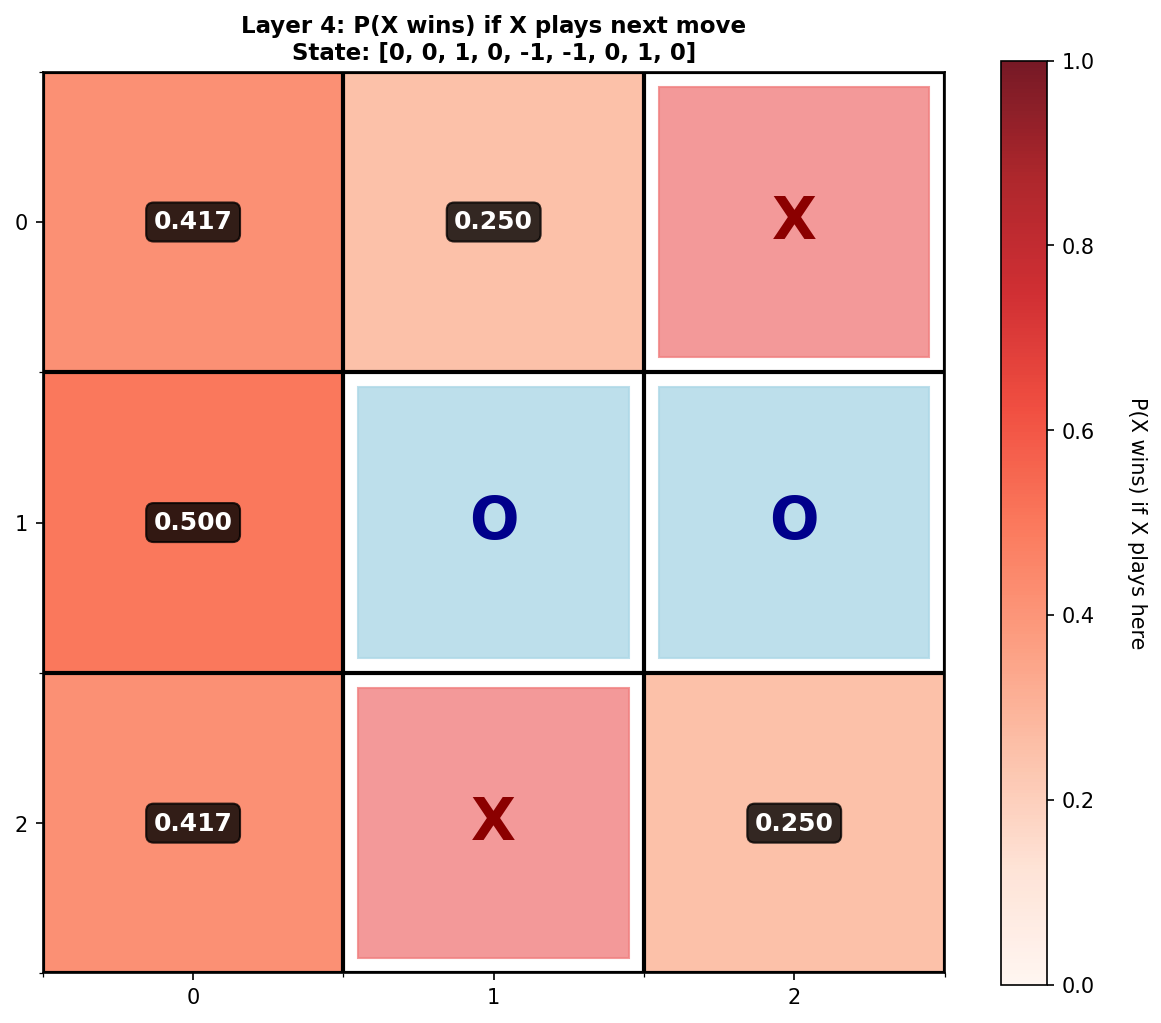 Layer 4: P(X wins) if X plays next move
State: [0, 0, 1, 0, -1, -1, 0, 1, 0]
0
0.417
0.250
X
1
0.500
O
O
2
0.417
X
0.250
0
1
2
1.0
0.8
0.6
0.4
0.2
0.0
P(X wins) if X plays here